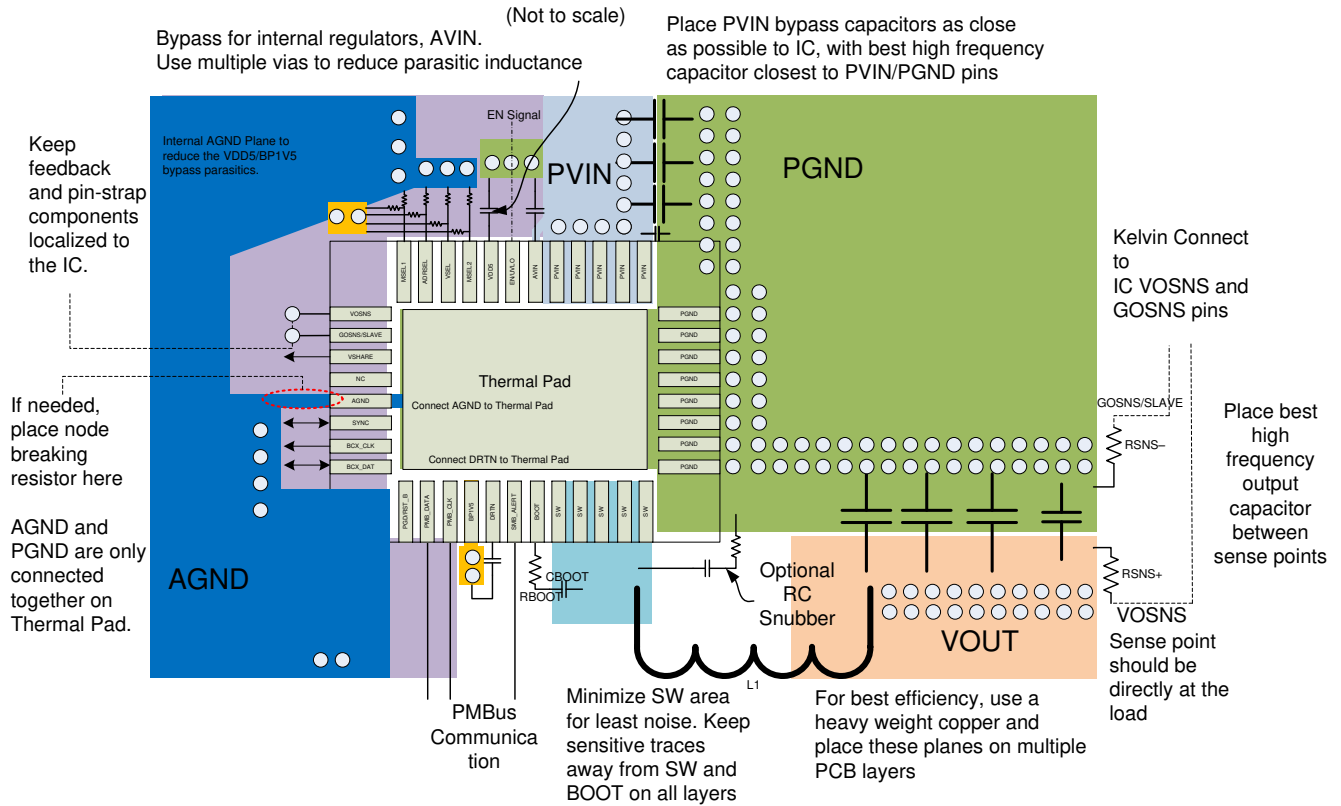 (Not to scale)
Bypass for internal regulators, AVIN.
Use multiple vias to reduce parasitic inductance
Place PVIN bypass capacitors as close
as possible to IC, with best high frequency
capacitor closest to PVIN/PGND pins
Keep
feedback
and pin-strap
components
localized to
the IC.
Internal AGND Plane to
reduce the VDD5/BP1V5
bypass parasitics.
EN Signal
PVIN
PGND
Kelvin Connect
to
IC VOSNS and
GOSNS pins
MSEL1
ADRSEL
VSEL
MSEL2
VDD5
EN/UVLO
AVIN
PVIN
PVIN
PVIN
PVIN
PVIN
VOSNS
GOSNS/SLAVE
VSHARE
NC
AGND
SYNC
BCX_CLK
BCX_DAT
Thermal Pad
Connect AGND to Thermal Pad
Connect DRTN to Thermal Pad
PGND
PGND
PGND
PGND
PGND
PGND
PGND
PGND
If needed,
place node
breaking
resistor here
AGND and
PGND are only
connected
together on
Thermal Pad.
GOSNS/SLAVE
RSNS–
Place best
high
frequency
output
capacitor
between
sense points
PGD/RST_B
PMB_DATA
PMB_CLK
BP1V5
DRTN
SMB_ALERT
BOOT
SW
SW
SW
SW
SW
AGND
CBOOT
RBOOT
Optional
RC
Snubber
RSNS+
VOUT
VOSNS
Sense point
should be
directly at the
load
L1
PMBus
Communica
tion
Minimize SW area
for least noise. Keep
sensitive traces
away from SW and
BOOT on all layers
For best efficiency, use a
heavy weight copper and
place these planes on multiple
PCB layers